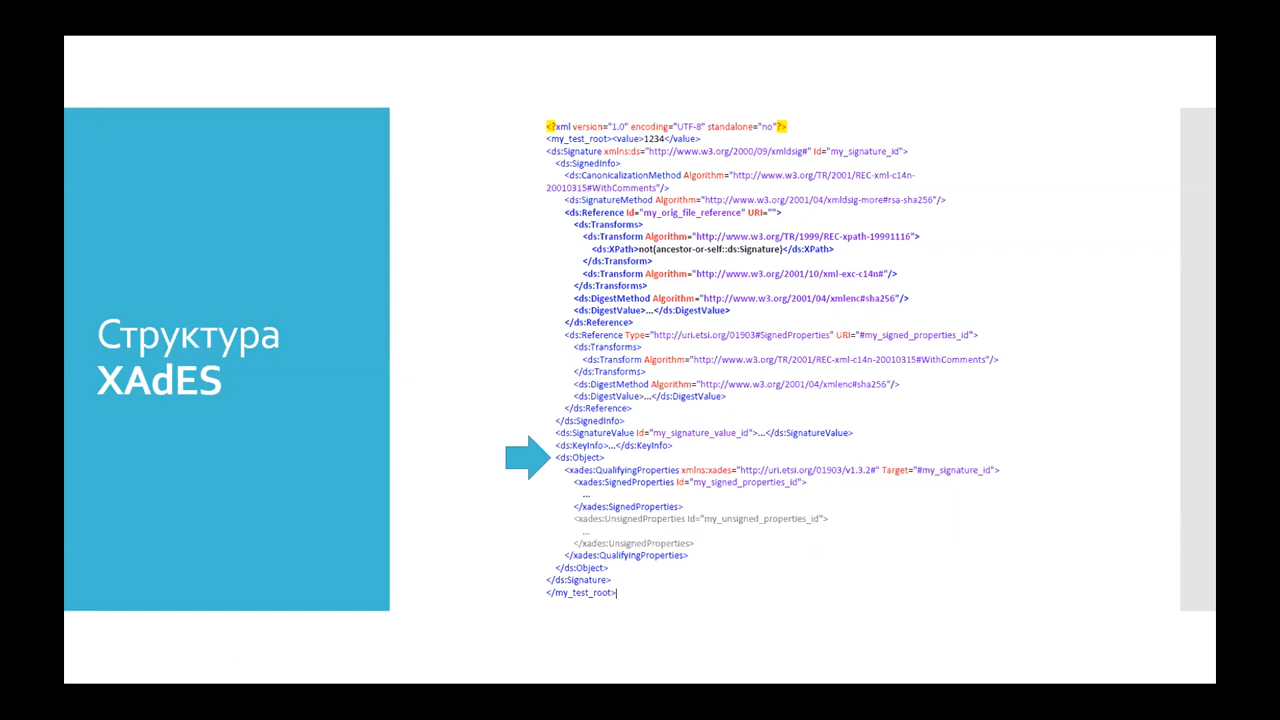 Структура
XAdES
<?xml version="1.0" encoding="UTF-8" standalone="no"?>
<my_test_root><value>1234</value>
<ds:Signature xmlns:ds="http://www.w3.org/2000/09/xmldsig#" Id="my_signature_id">
<ds:SignedInfo>
<ds:CanonicalizationMethod Algorithm="http://www.w3.org/TR/2001/REC-xml-c14n-
20010315#WithComments"/>
<ds:SignatureMethod Algorithm="http://www.w3.org/2001/04/xmldsig-more#rsa-sha256"/>
<ds:Reference Id="my_orig_file_reference" URI="">
<ds:Transforms>
<ds:Transform Algorithm="http://www.w3.org/TR/1999/REC-xpath-19991116">
<ds:XPath>not(ancestor-or-self::ds:Signature)</ds:XPath>
</ds:Transform>
<ds:Transform Algorithm="http://www.w3.org/2001/10/xml-exc-c14n#"/>
</ds:Transforms>
<ds:DigestMethod Algorithm="http://www.w3.org/2001/04/xmlenc#sha256"/>
<ds:DigestValue>...</ds:DigestValue>
</ds:Reference>
<ds:Reference Type="http://uri.etsi.org/01903#SignedProperties" URI="#my_signed_properties_id">
<ds:Transforms>
<ds:Transform Algorithm="http://www.w3.org/TR/2001/REC-xml-c14n-20010315#WithComments"/>
</ds:Transforms>
<ds:DigestMethod Algorithm="http://www.w3.org/2001/04/xmlenc#sha256"/>
<ds:DigestValue>...</ds:DigestValue>
</ds:Reference>
</ds:SignedInfo>
<ds:SignatureValue Id="my_signature_value_id">...</ds:SignatureValue>
<ds:KeyInfo>...</ds:KeyInfo>
<ds:Object>
<xades:QualifyingProperties xmlns:xades="http://uri.etsi.org/01903/v1.3.2#" Target="#my_signature_id">
<xades:SignedProperties Id="my_signed_properties_id">
...
</xades:SignedProperties>
<xades:UnsignedProperties Id="my_unsigned_properties_id">
...
</xades:UnsignedProperties>
</xades:QualifyingProperties>
</ds:Object>
</ds:Signature>
</my_test_root>